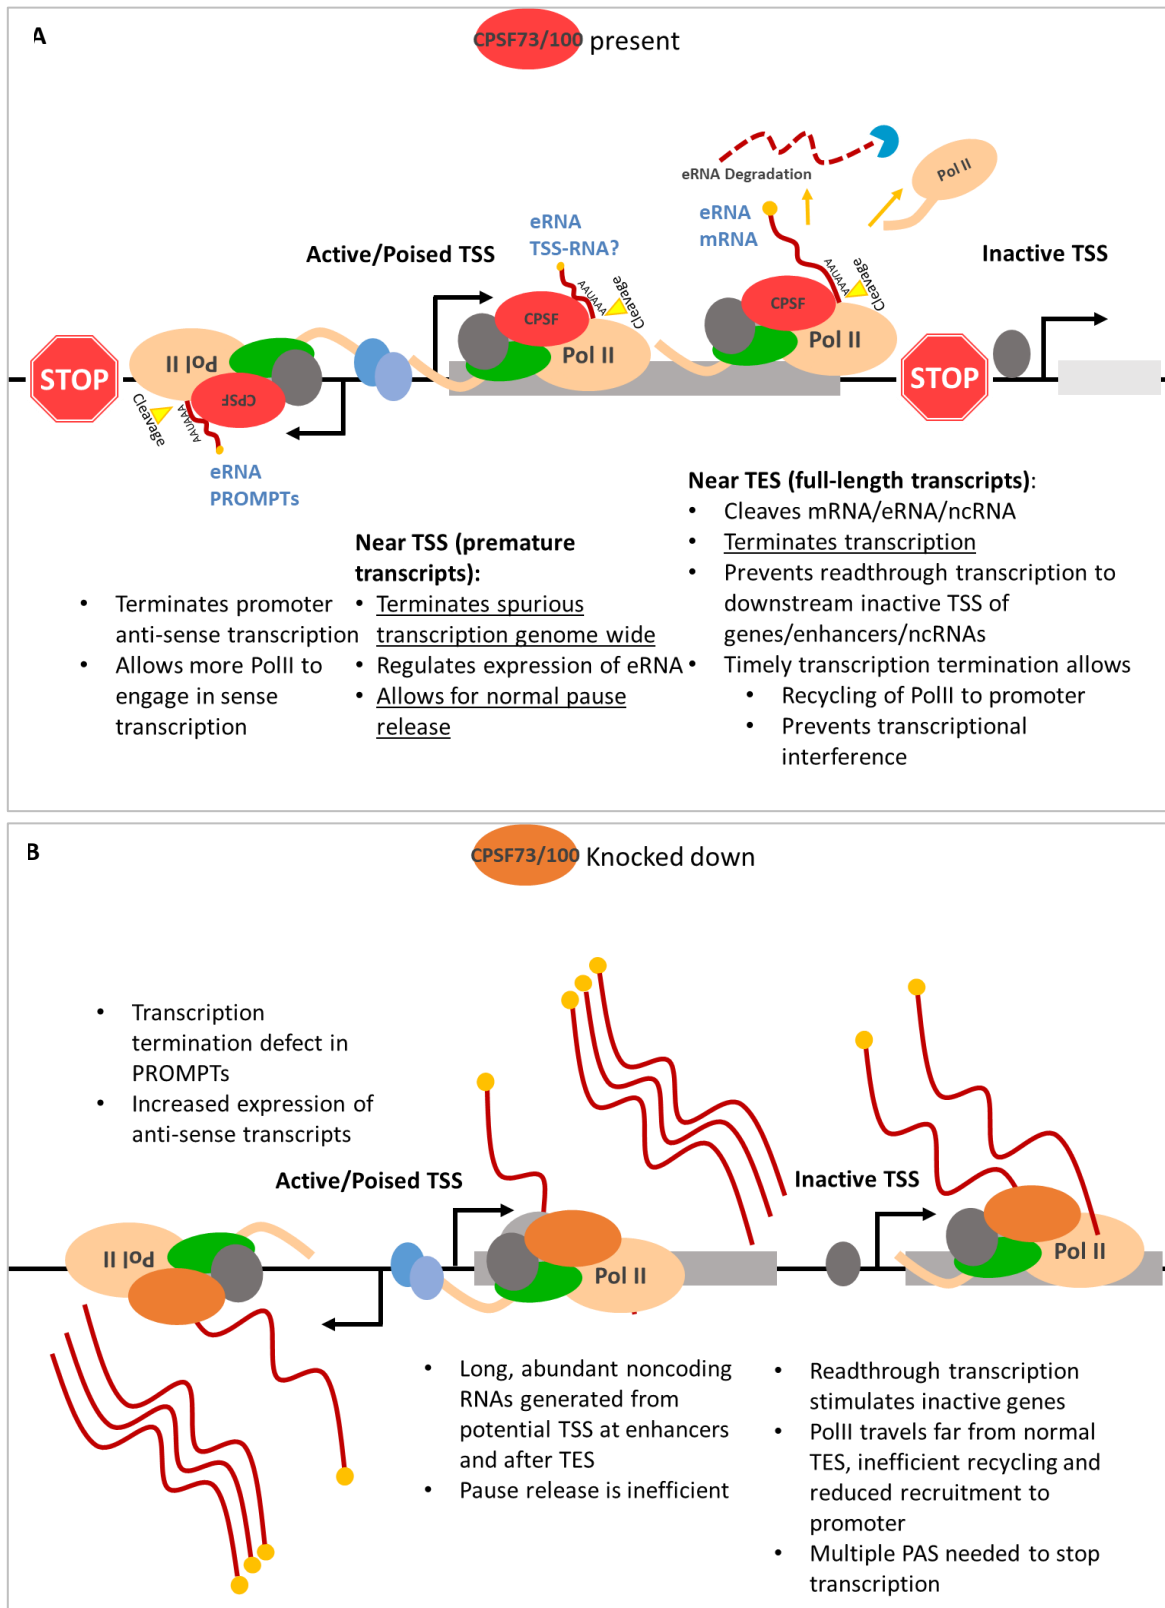 A
CPSF73/100 present
eRNA Degradation
Pol II
eRNA
mRNA
AAUAAA
Cleavage
CPSF
Pol II
Inactive TSS
eRNA
TSS-RNA?
AAUAAA
Cleavage
CPSF
Pol II
Active/Poised TSS
STOP
Pol II
CPSF
AAUAAA
Cleavage
eRNA
PROMPTs
STOP
• Terminates promoter
anti-sense transcription
• Allows more PolII to
engage in sense
transcription
Near TSS (premature
transcripts):
• Terminates spurious
transcription genome wide
• Regulates expression of eRNA
• Allows for normal pause
release
Near TES (full-length transcripts):
• Cleaves mRNA/eRNA/ncRNA
• Terminates transcription
• Prevents readthrough transcription to
downstream inactive TSS of
genes/enhancers/ncRNAs
• Timely transcription termination allows
• Recycling of PolII to promoter
• Prevents transcriptional
interference
B
CPSF73/100 Knocked down
• Transcription
termination defect in
PROMPTs
• Increased expression of
anti-sense transcripts
Active/Poised TSS
Inactive TSS
Pol II
Pol II
Pol II
• Long, abundant noncoding
RNAs generated from
potential TSS at enhancers
and after TES
• Pause release is inefficient
• Readthrough transcription
stimulates inactive genes
• PolII travels far from normal
TES, inefficient recycling and
reduced recruitment to
promoter
• Multiple PAS needed to stop
transcription